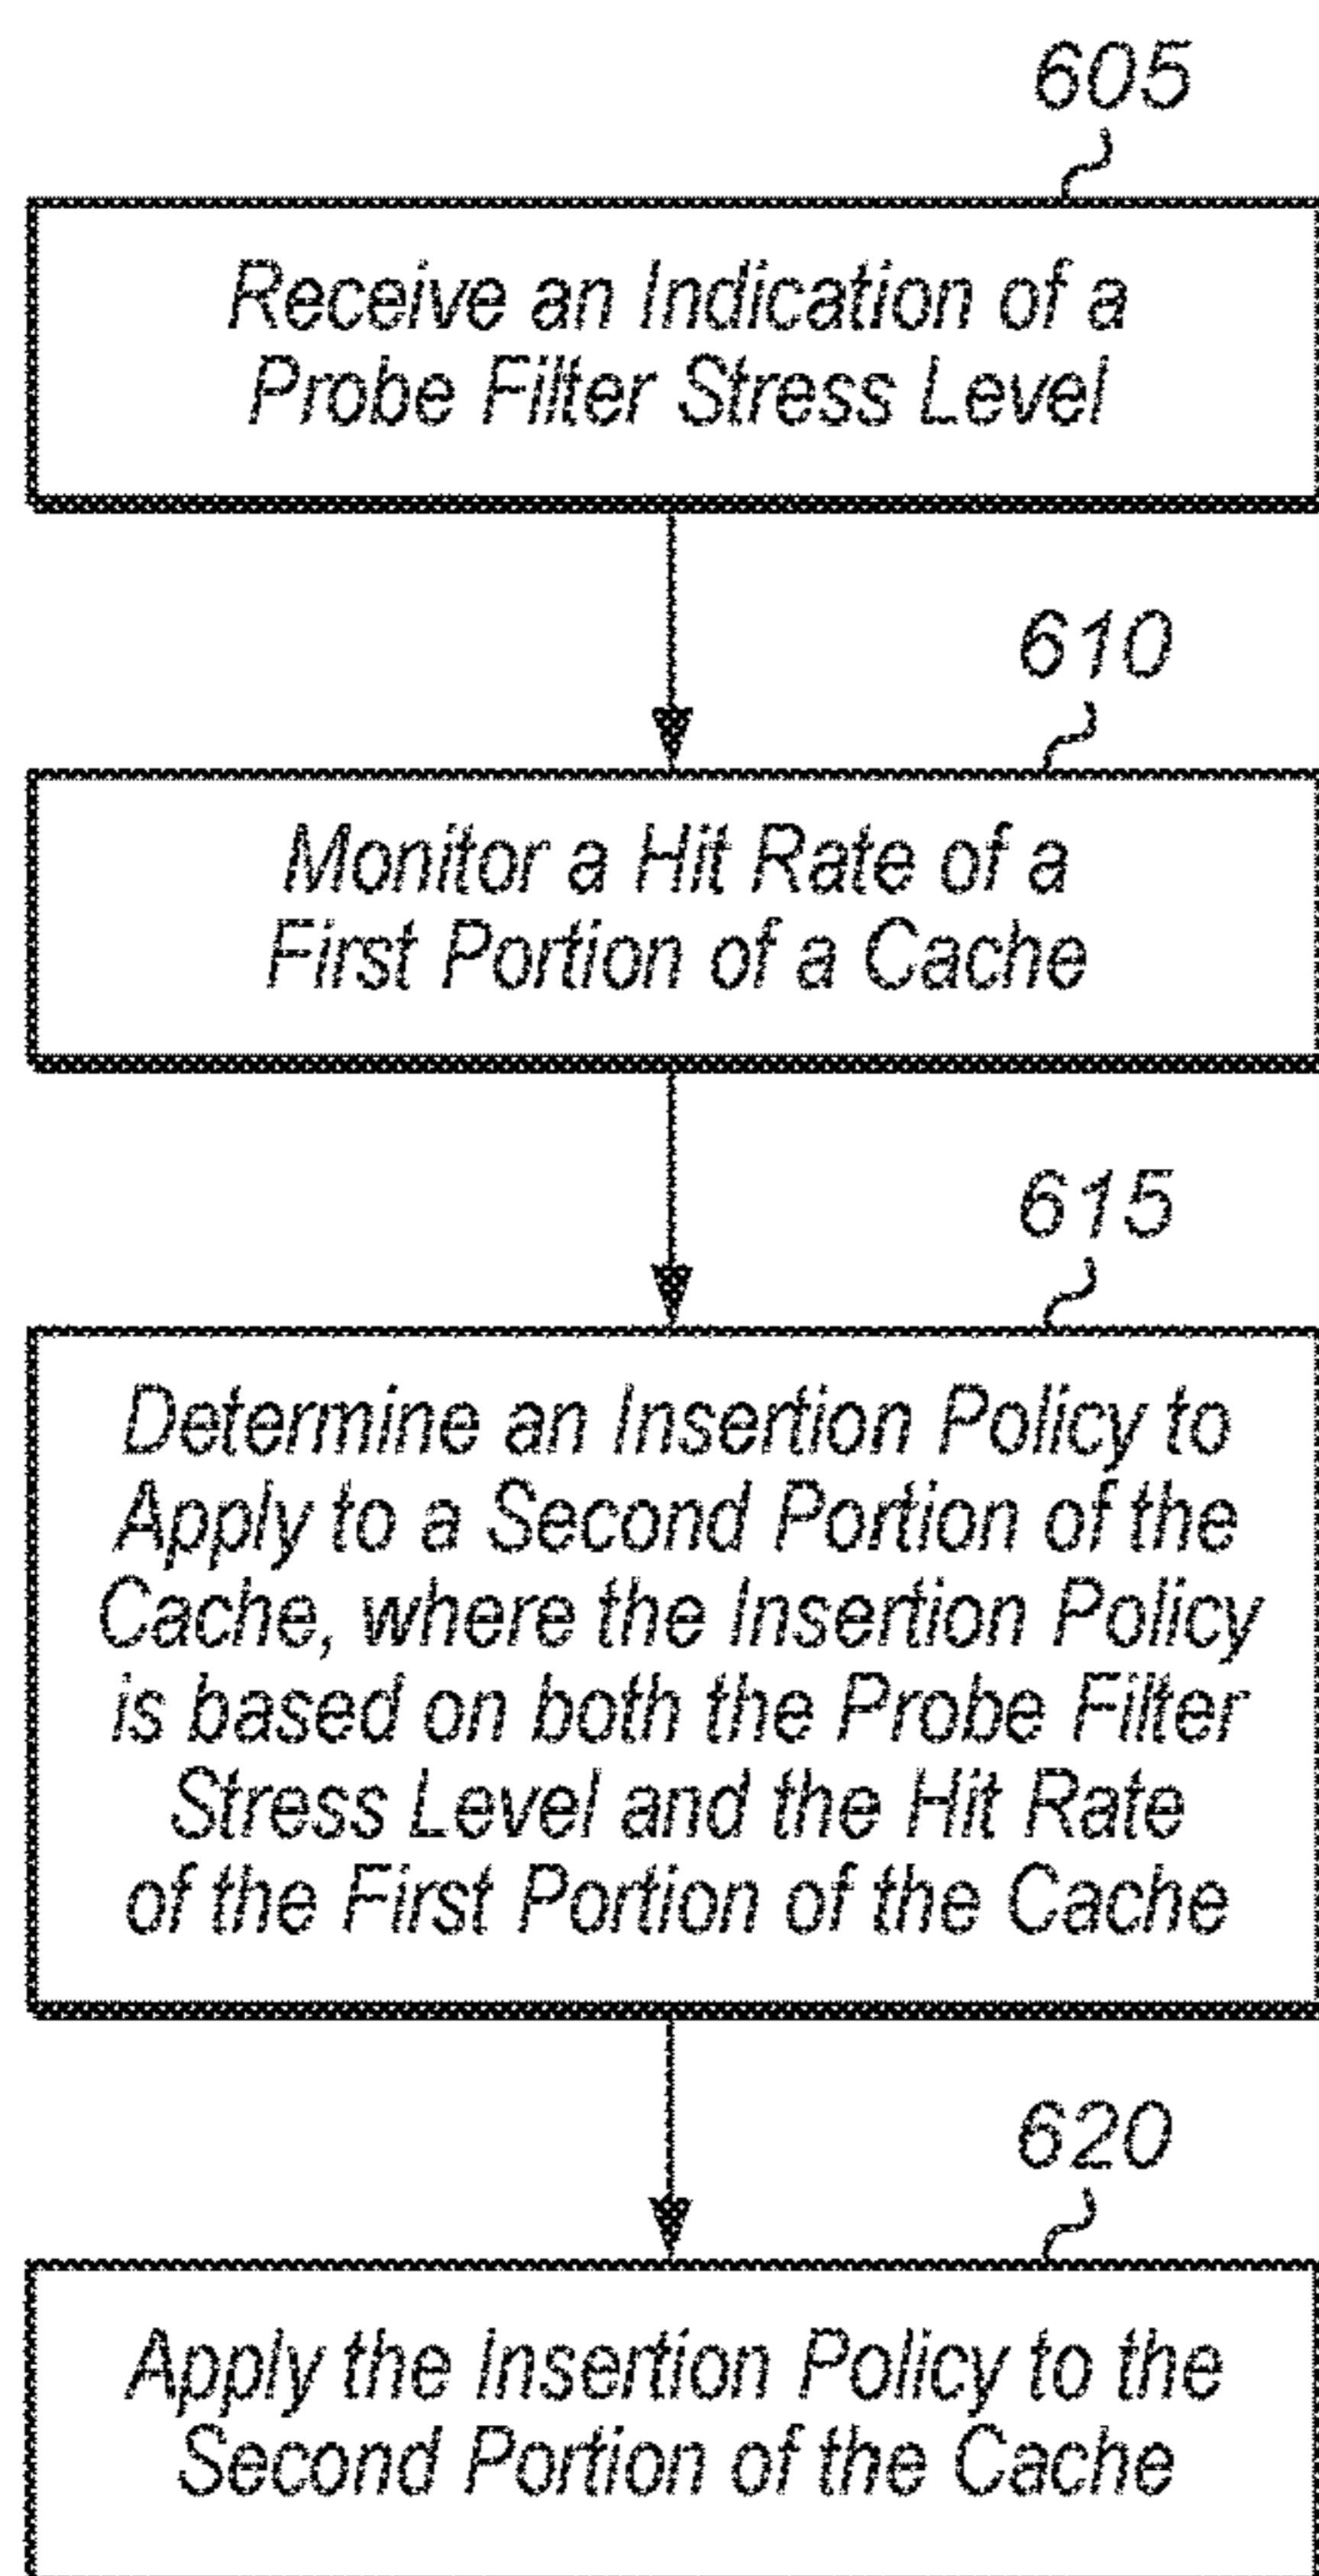 605
Receive an Indication of a
Probe Filter Stress Level
610
Monitor a Hit Rate of a
First Portion of a Cache
615
Determine an Insertion Policy to
Apply to a Second Portion of the
Cache, where the Insertion Policy
is based on both the Probe Filter
Stress Level and the Hit Rate
of the First Portion of the Cache
620
Apply the Insertion Policy to the
Second Portion of the Cache